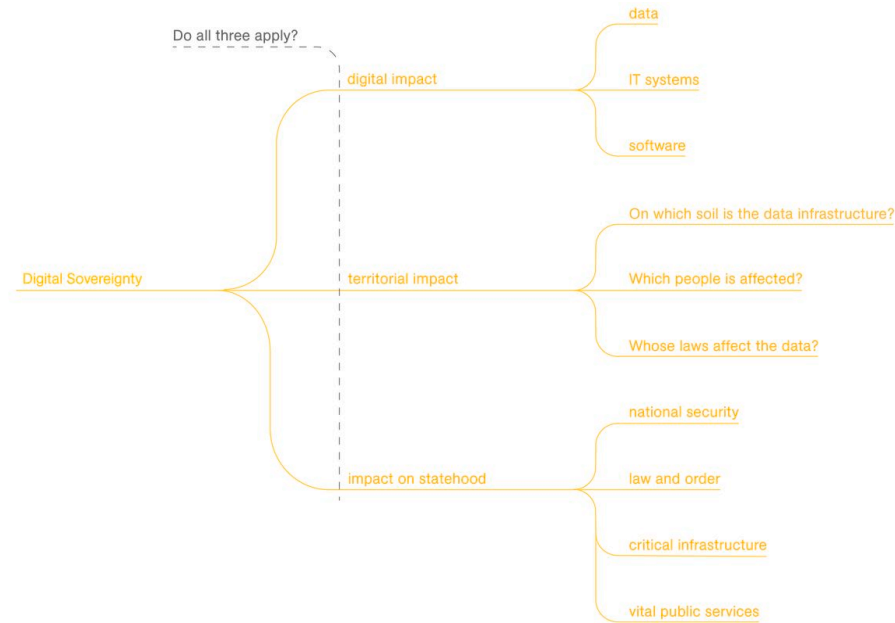 Do all three apply?
Digital Sovereignty
digital impact
data
IT systems
software
territorial impact
On which soil is the data infrastructure?
Which people is affected?
Whose laws affect the data?
impact on statehood
national security
law and order
critical infrastructure
vital public services